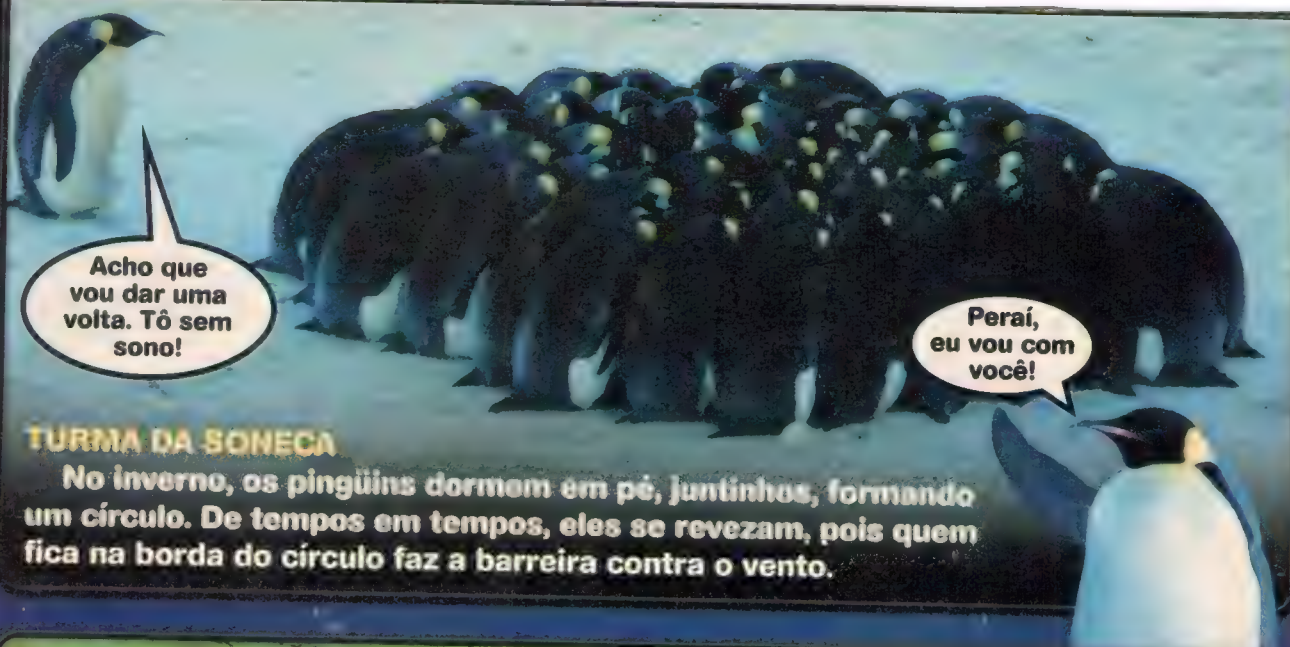 Acho que
vou dar uma
volta. Tô sem
sono!
Peraí,
eu vou com
você!
TURMA DA SONECA
No inverno, os pingüins dormem em pé, juntinhos, formando
um círculo. De tempos em tempos, eles se revezam, pois quem
fica na borda do círculo faz a barreira contra o vento.